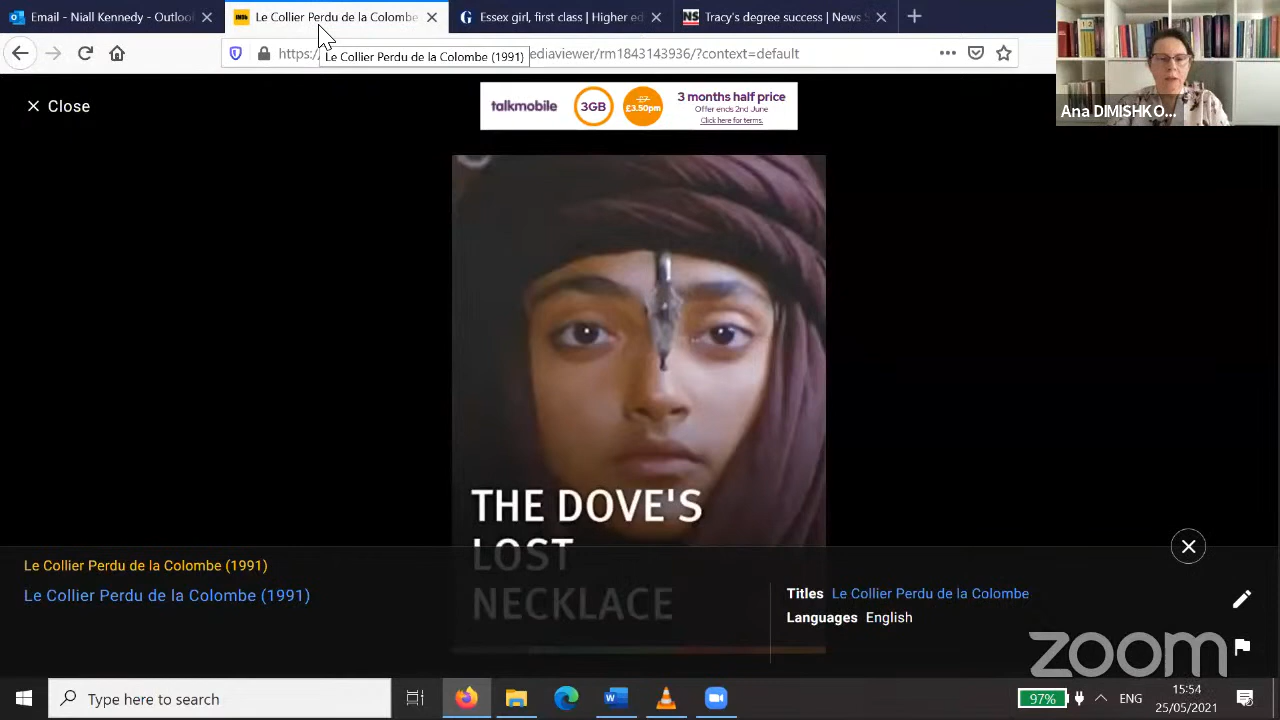 Email - Niall Kennedy - Outloo
IMDb
Le Collier Perdu de la Colombe
Essex girl, first class | Higher ed
NS
Tracy's degree success | News S
https:/
ediaviewer/rm1843143936/?context=default
Le Collier Perdu de la Colombe (1991)
Ana DIMISHKO...
Close
talkmobile
3GB
£7
£3.50pm
3 months half price
Offer ends 2nd June
Click here for terms.
THE DOVE'S
LOST
NECKLACE
Le Collier Perdu de la Colombe (1991)
Le Collier Perdu de la Colombe (1991)
Titles Le Collier Perdu de la Colombe
Languages English
zoom
Type here to search
97%
ENG
15:54
25/05/2021